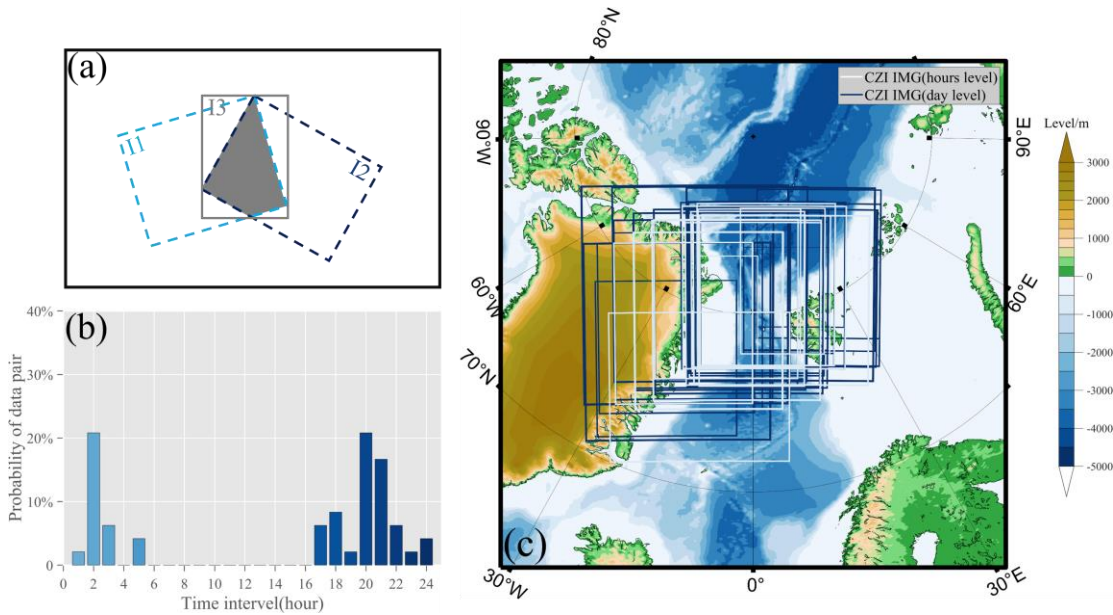 (a)
I1
I3
I2
(b)
40%
30%
20%
10%
0
Probability of data pair
0 2 4 6 8 10 12 14 16 18 20 22 24
Time intervel(hour)
80°N
90°W
60°W
70°N
30°W
0°
30°E
60°E
90°E
CZI IMG(hours level)
CZI IMG(day level)
(c)
Level/m
3000
2000
1000
0
-1000
-2000
-3000
-4000
-5000